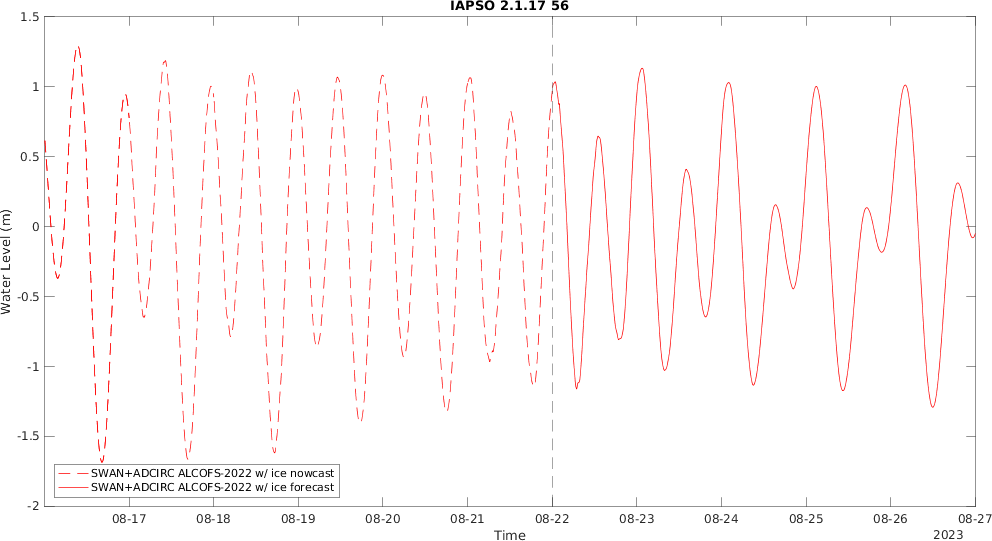 IAPSO 2.1.17 56
Water Level (m)
1.5
1
0.5
0
-0.5
-1
-1.5
-2
SWAN+ADCIRC ALCOFS-2022 w/ ice nowcast
SWAN+ADCIRC ALCOFS-2022 w/ ice forecast
08-17 08-18 08-19 08-20 08-21 08-22 08-23 08-24 08-25 08-26 08-27
Time
2023